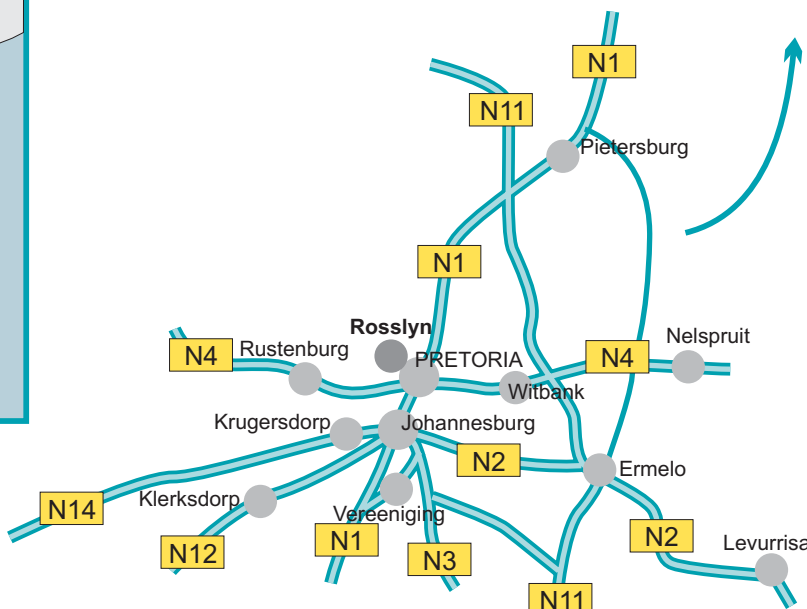 N1
N11
Pietersburg
N1
Rosslyn
Nelspruit
N4
Rustenburg
PRETORIA
N4
Witbank
Krugersdorp
Johannesburg
N2
Ermelo
Klerksdorp
N14
Vereeniging
N12
N1
N3
N2
Levurrisa
N11